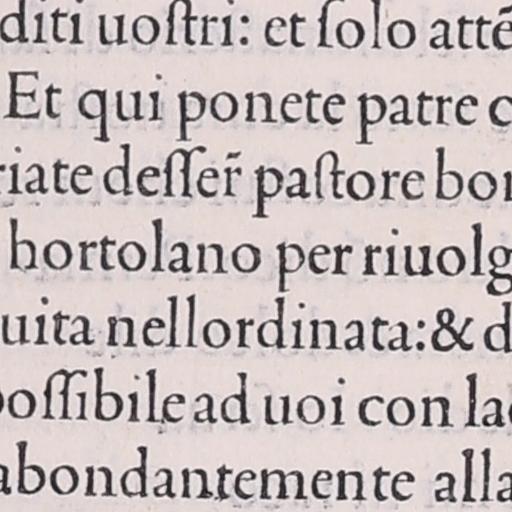 diti uoſtri: et ſolo attē
Et qui ponete patre c
riate deſſer̃ paſtore bon
hortolano per riuolg
uita nellordinata:& d
poſſibile ad uoi con la
abondantemente alla